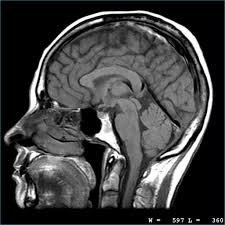 W = 597 L = 360